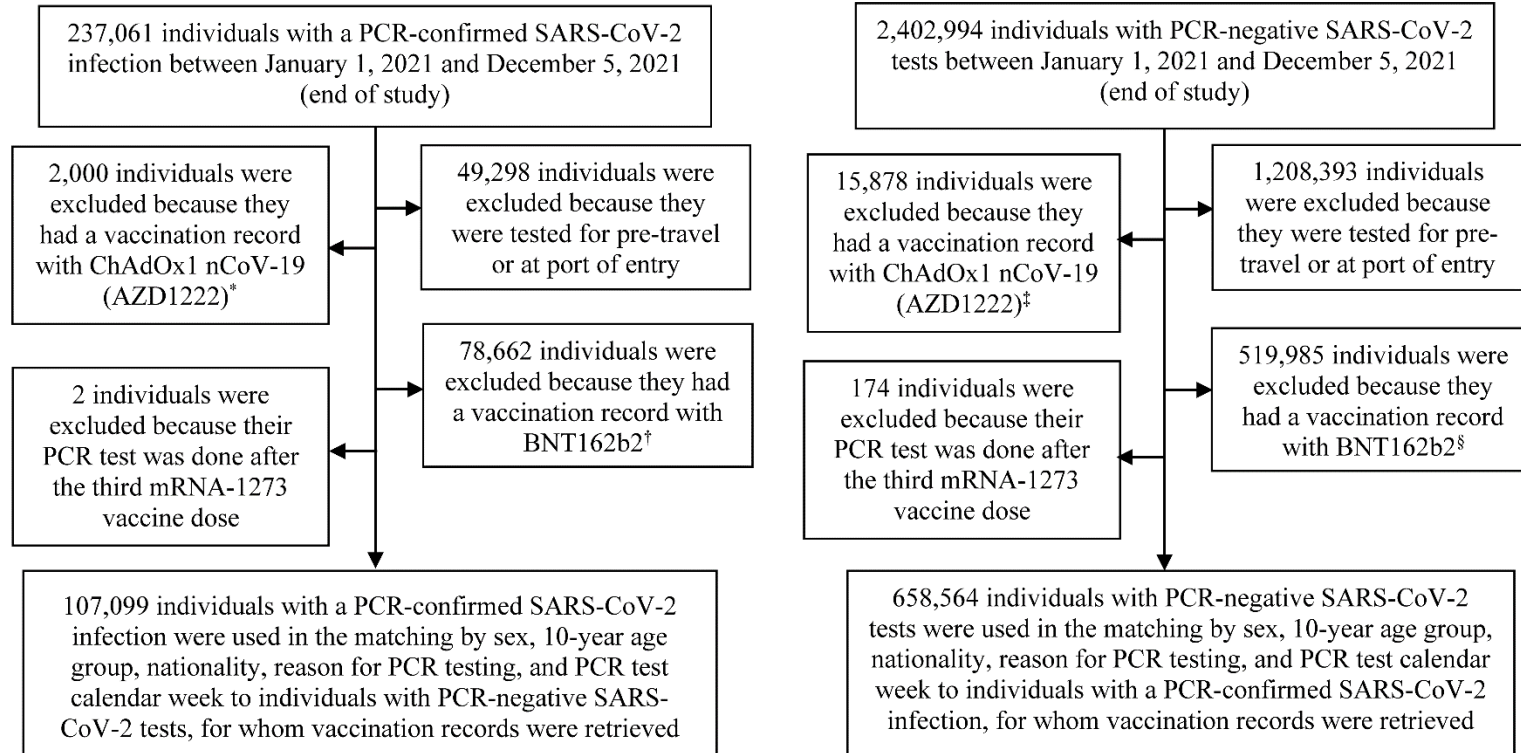 237,061 individuals with a PCR-confirmed SARS-CoV-2
infection between January 1, 2021 and December 5, 2021
(end of study)
2,000 individuals were
excluded because they
had a vaccination record
with ChAdOx1 nCoV-19
(AZD1222)*
49,298 individuals were
excluded because they
were tested for pre-travel
or at port of entry
78,662 individuals were
excluded because they had
a vaccination record with
BNT162b2†
2 individuals were
excluded because their
PCR test was done after
the third mRNA-1273
vaccine dose
107,099 individuals with a PCR-confirmed SARS-CoV-2
infection were used in the matching by sex, 10-year age
group, nationality, reason for PCR testing, and PCR test
calendar week to individuals with PCR-negative SARS-
CoV-2 tests, for whom vaccination records were retrieved
2,402,994 individuals with PCR-negative SARS-CoV-2
tests between January 1, 2021 and December 5, 2021
(end of study)
15,878 individuals were
excluded because they
had a vaccination record
with ChAdOx1 nCoV-19
(AZD1222)‡
1,208,393 individuals
were excluded because
they were tested for pre-
travel or at port of entry
519,985 individuals were
excluded because they
had a vaccination record
with BNT162b2§
174 individuals were
excluded because their
PCR test was done after
the third mRNA-1273
vaccine dose
658,564 individuals with PCR-negative SARS-CoV-2
tests were used in the matching by sex, 10-year age group,
nationality, reason for PCR testing, and PCR test calendar
week to individuals with a PCR-confirmed SARS-CoV-2
infection, for whom vaccination records were retrieved